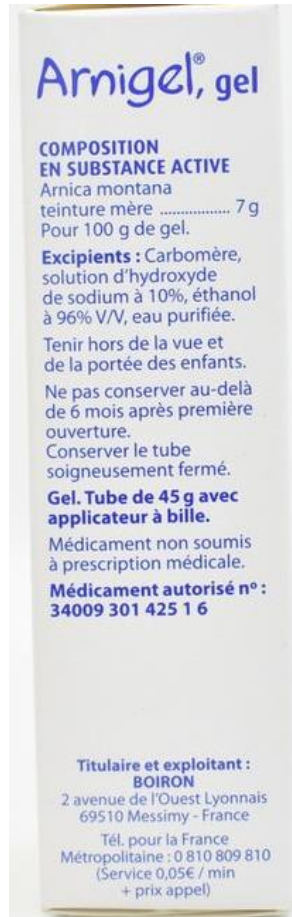 Arnigel®, gel
COMPOSITION
EN SUBSTANCE ACTIVE
Arnica montana
teinture mère ................. 7 g
Pour 100 g de gel.
Excipients : Carbomère,
solution d'hydroxyde
de sodium à 10%, éthanol
à 96% V/V, eau purifiée.
Tenir hors de la vue et
de la portée des enfants.
Ne pas conserver au-delà
de 6 mois après première
ouverture.
Conserver le tube
soigneusement fermé.
Gel. Tube de 45 g avec
applicateur à bille.
Médicament non soumis
à prescription médicale.
Médicament autorisé nº :
34009 301 425 1 6
Titulaire et exploitant :
BOIRON
2 avenue de l'Ouest Lyonnais
69510 Messimy - France
Tél. pour la France
Métropolitaine : 0 810 809 810
(Service 0,05€ / min
+ prix appel)